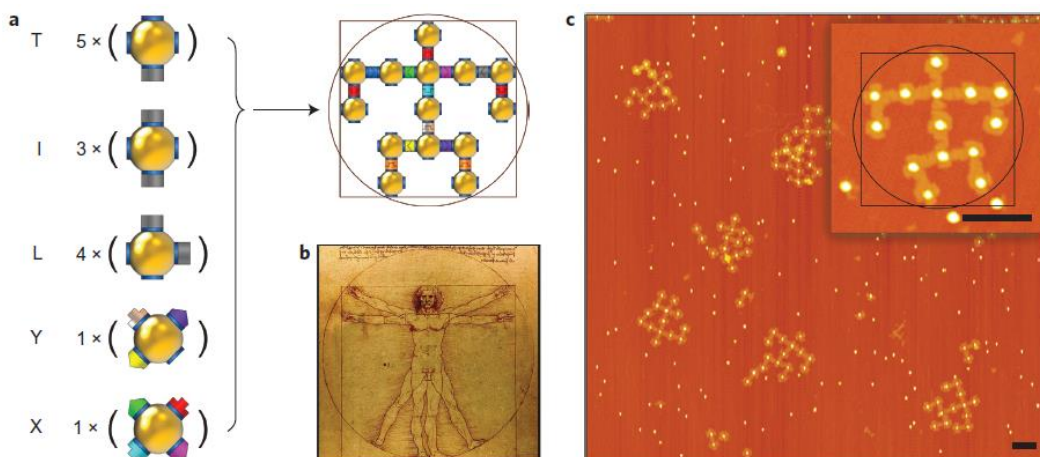 a
T 5 × ( )
I 3 × ( )
L 4 × ( )
Y 1 × ( )
X 1 × ( )
b
c